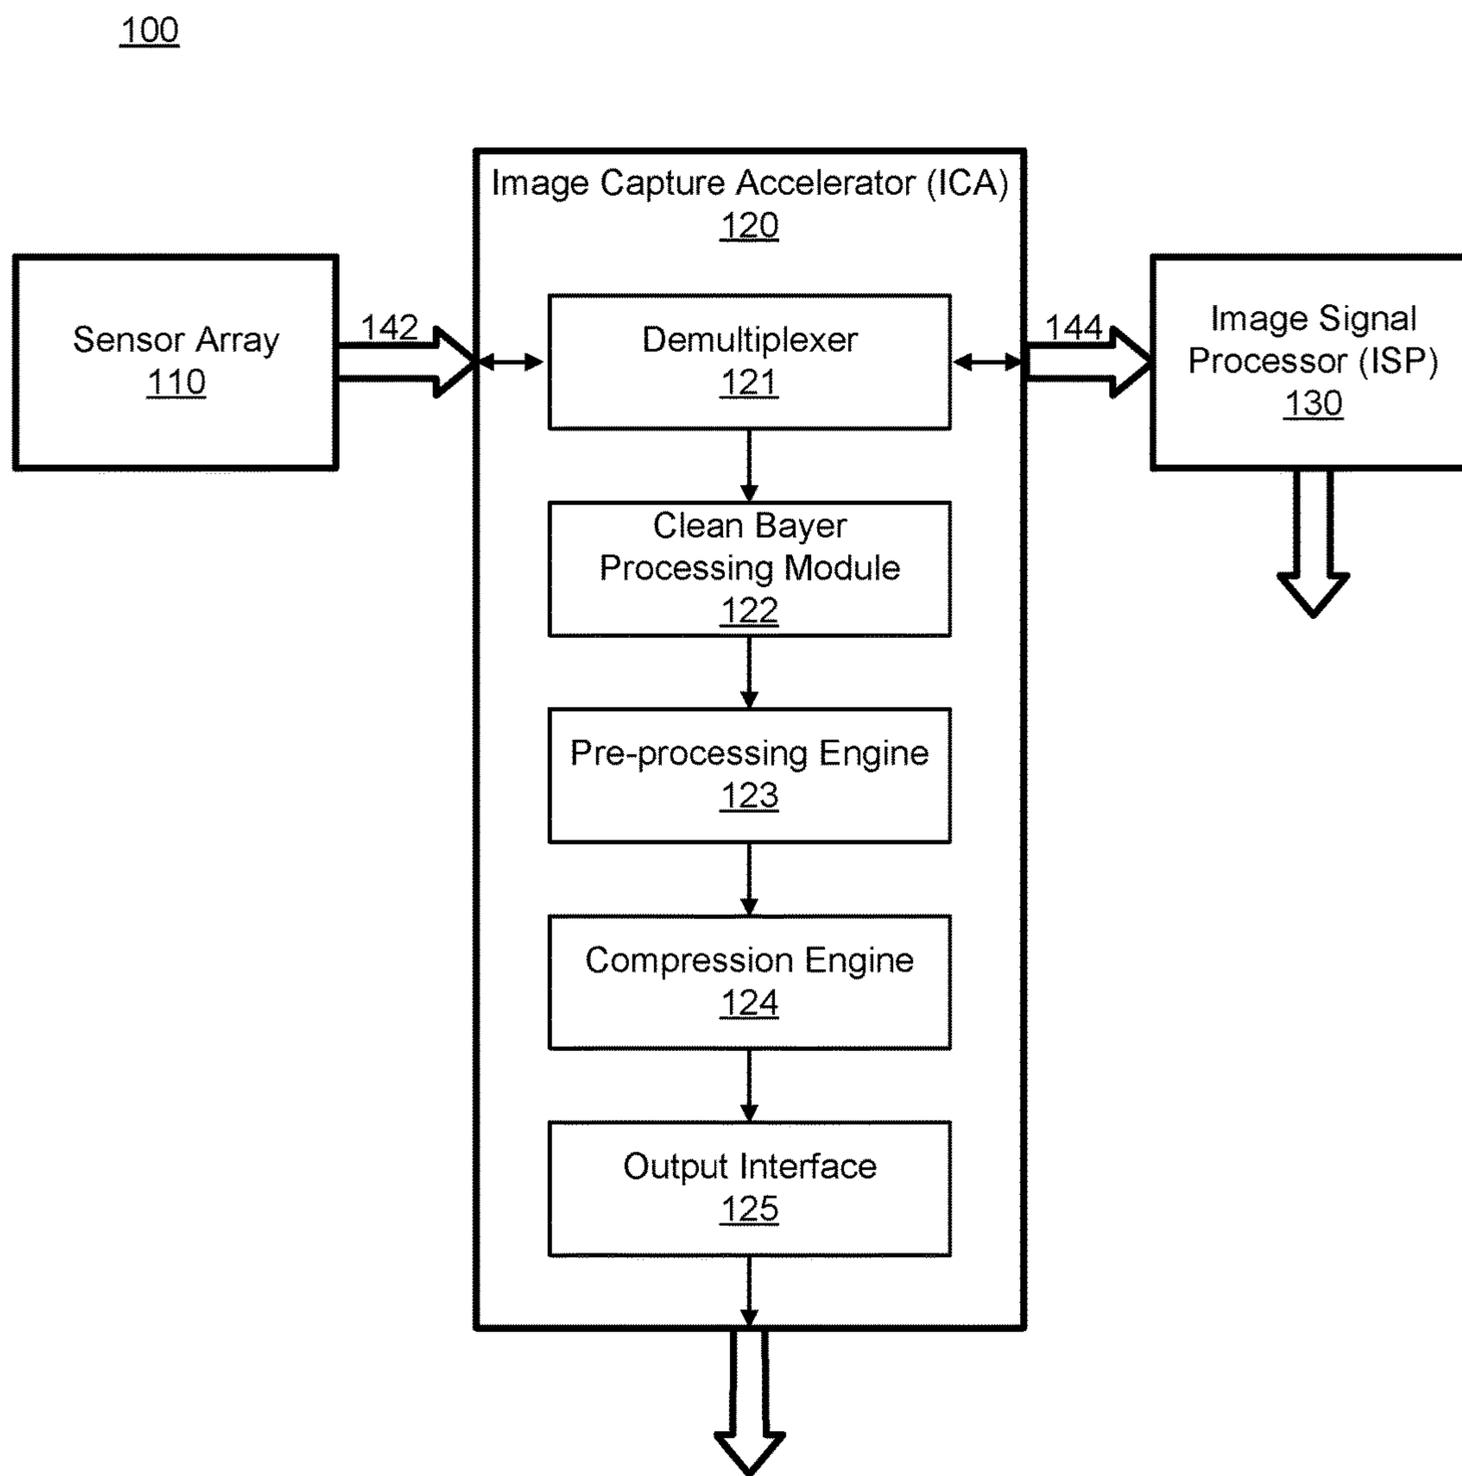 100
Image Capture Accelerator (ICA)
120
Sensor Array
110
142
Demultiplexer
121
144
Image Signal
Processor (ISP)
130
Clean Bayer
Processing Module
122
Pre-processing Engine
123
Compression Engine
124
Output Interface
125